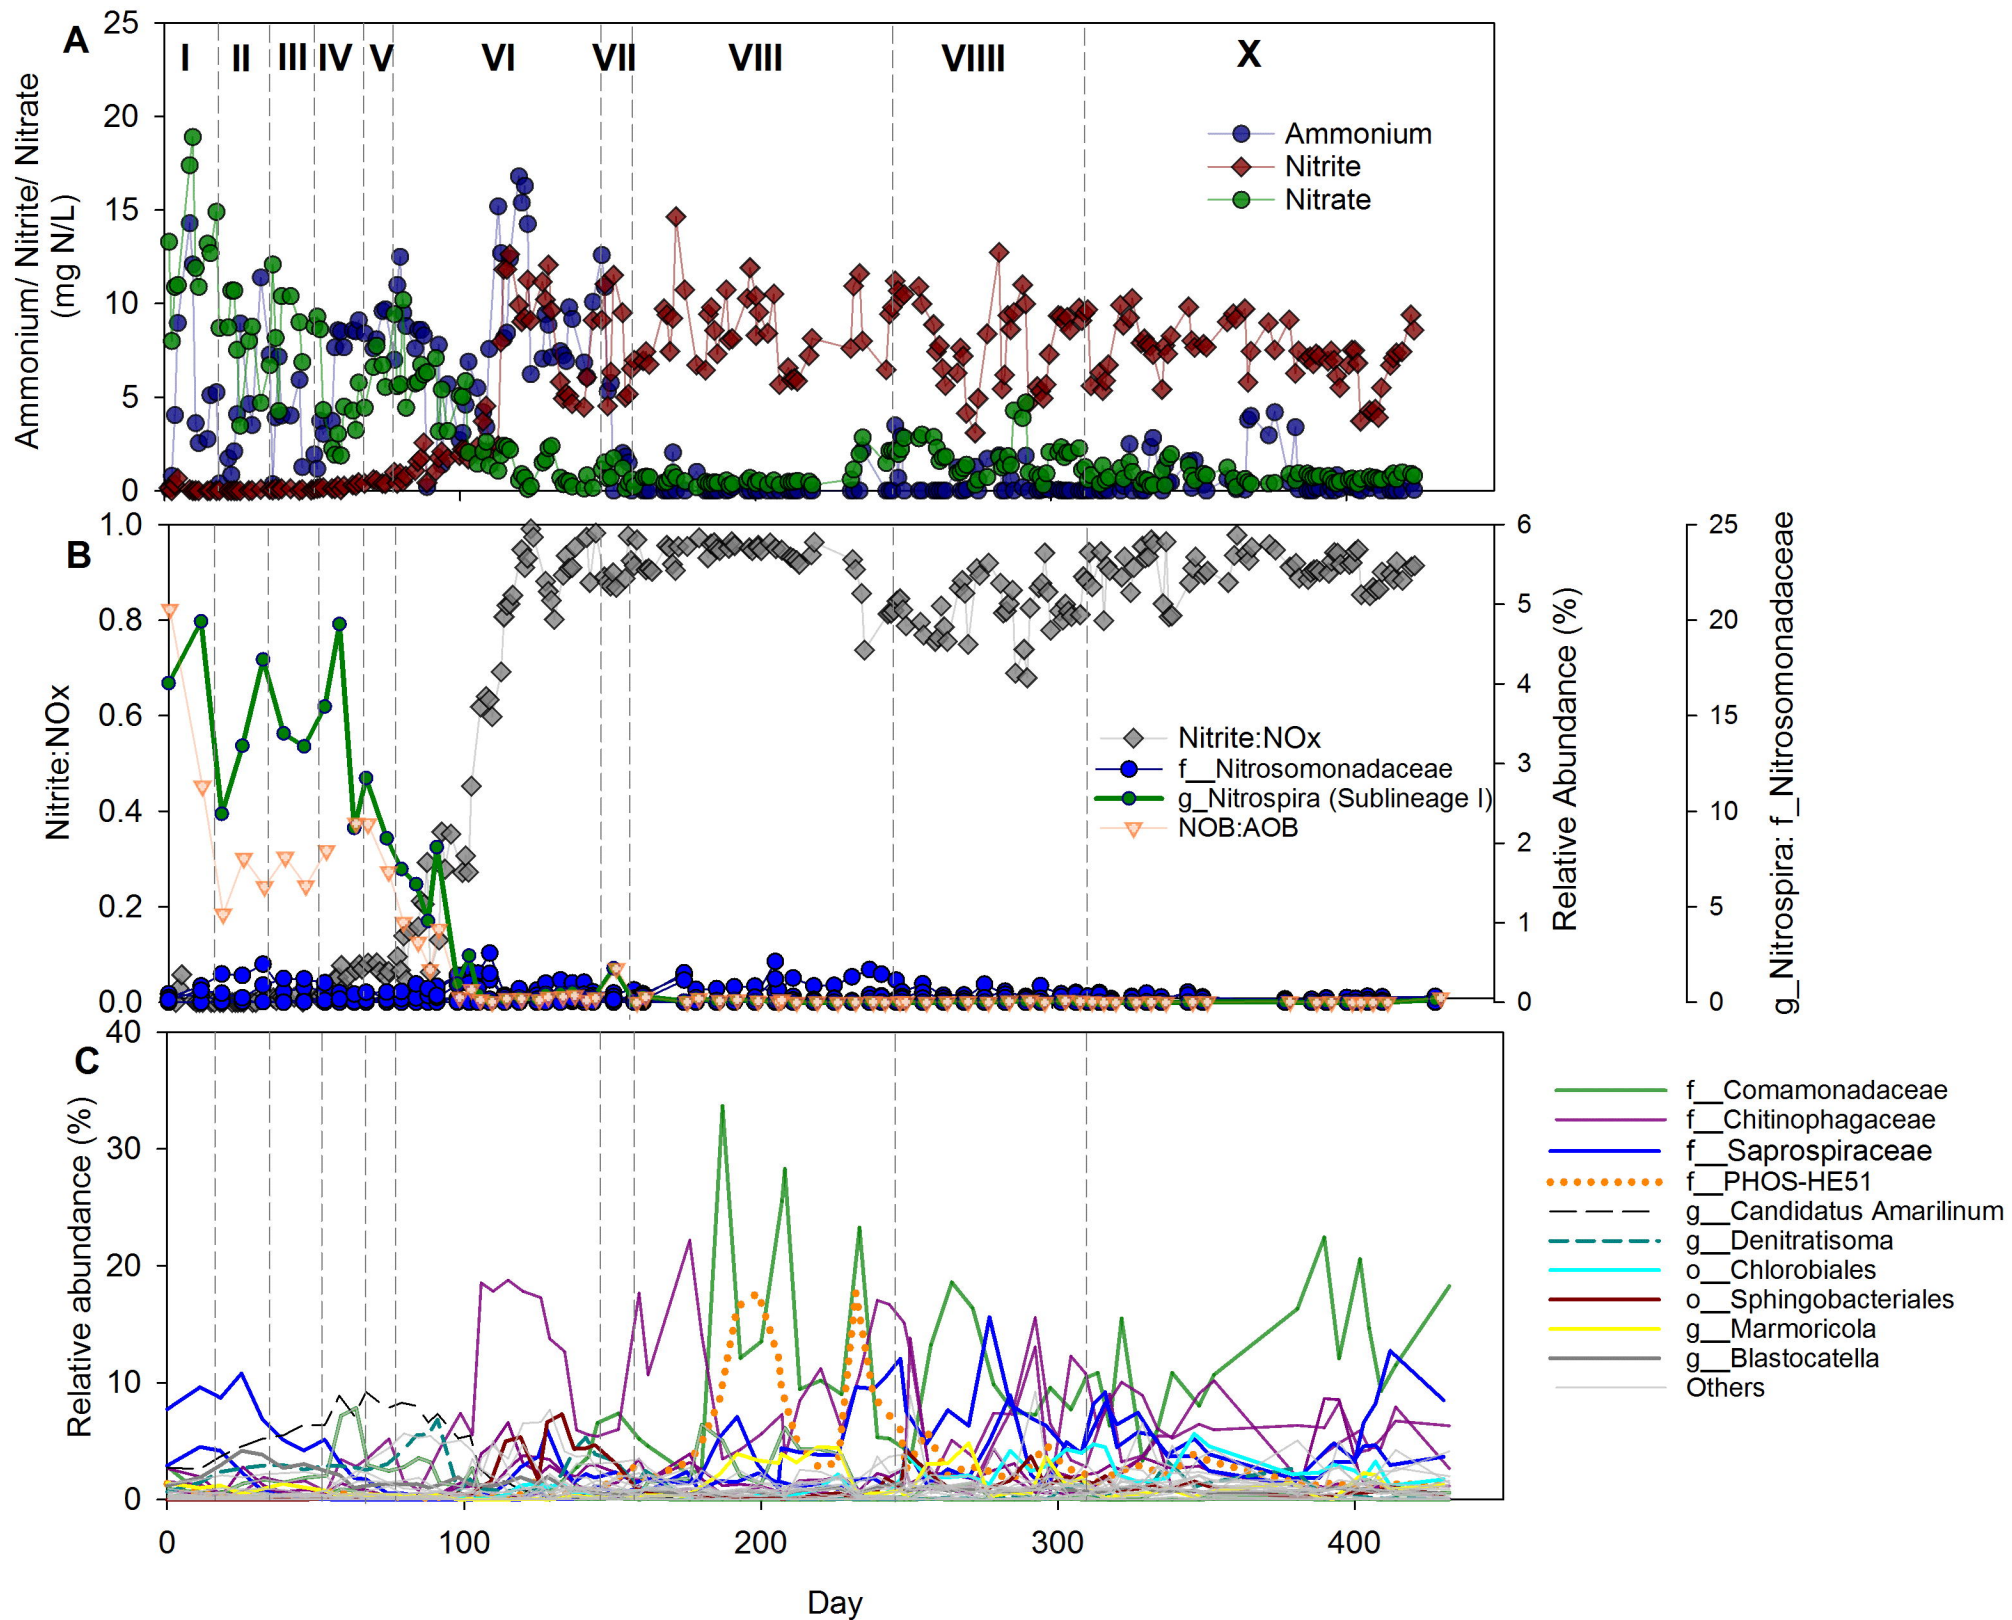 A
I II III IV V VI VII VIII VIIII X
25
20
15
10
5
0
Ammonium/ Nitrite/ Nitrate
(mg N/L)
Ammonium
Nitrite
Nitrate
B
1.0
0.8
0.6
0.4
0.2
0.0
Nitrite:NOx
6
5
4
3
2
1
0
Relative Abundance (%)
25
20
15
10
5
0
g_Nitrospira: f_Nitrosomonadaceae
Nitrite:NOx
f__Nitrosomonadaceae
g_Nitrospira (Sublineage I)
NOB:AOB
C
40
30
20
10
0
Relative abundance (%)
0 100 200 300 400
Day
f__Comamonadaceae
f__Chitinophagaceae
f__Saprospiraceae
f__PHOS-HE51
g__Candidatus Amarilinum
g__Denitratisoma
o__Chlorobiales
o__Sphingobacteriales
g__Marmoricola
g__Blastocatella
Others